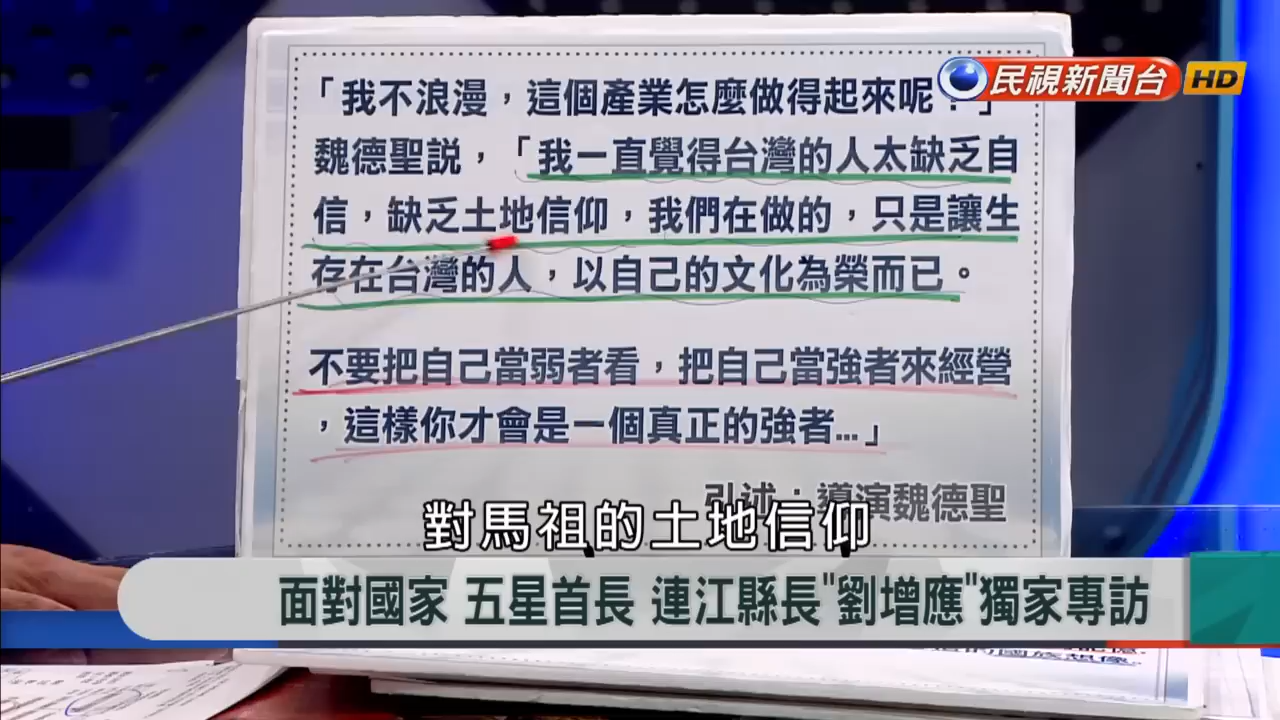 「我不浪漫，這個產業怎麼做得起來呢？」
民視新聞台 HD
魏德聖説，「我一直覺得台灣的人太缺乏自
信，缺乏土地信仰，我們在做的，只是讓生
存在台灣的人，以自己的文化為榮而已。
不要把自己當弱者看，把自己當強者來經營
，這樣你才會是一個真正的強者...」
引述：導演魏德聖
對馬祖的土地信仰
面對國家 五星首長 連江縣長"劉增應"獨家專訪